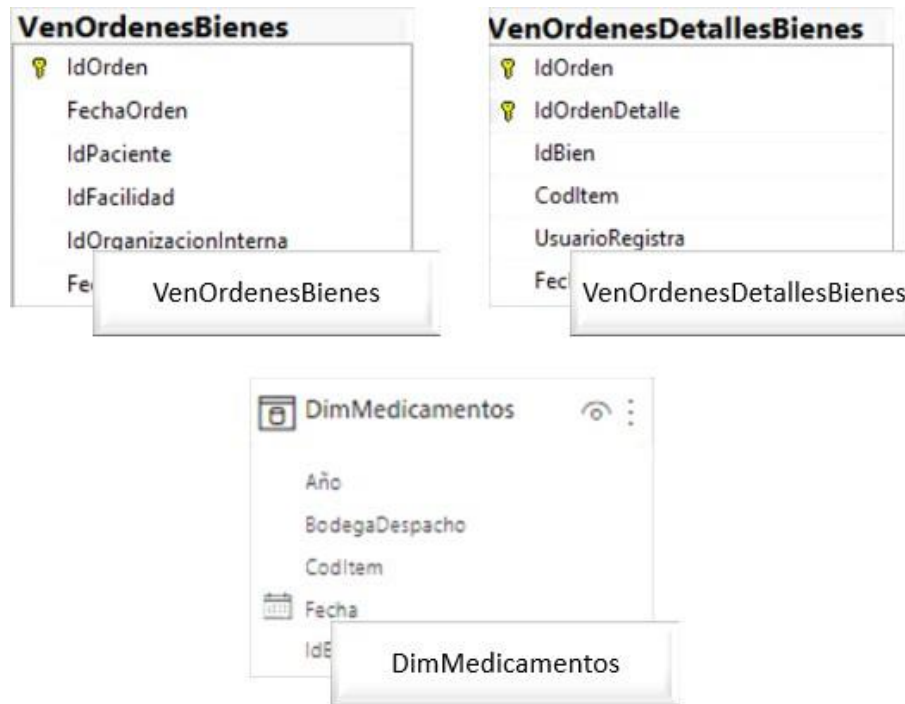 VenOrdenesBienes
IdOrden
FechaOrden
IdPaciente
IdFacilidad
IdOrganizacionInterna
VenOrdenesBienes
VenOrdenesDetallesBienes
IdOrden
IdOrdenDetalle
IdBien
CodItem
UsuarioRegistra
VenOrdenesDetallesBienes
DimMedicamentos
Año
BodegaDespacho
CodItem
Fecha
DimMedicamentos